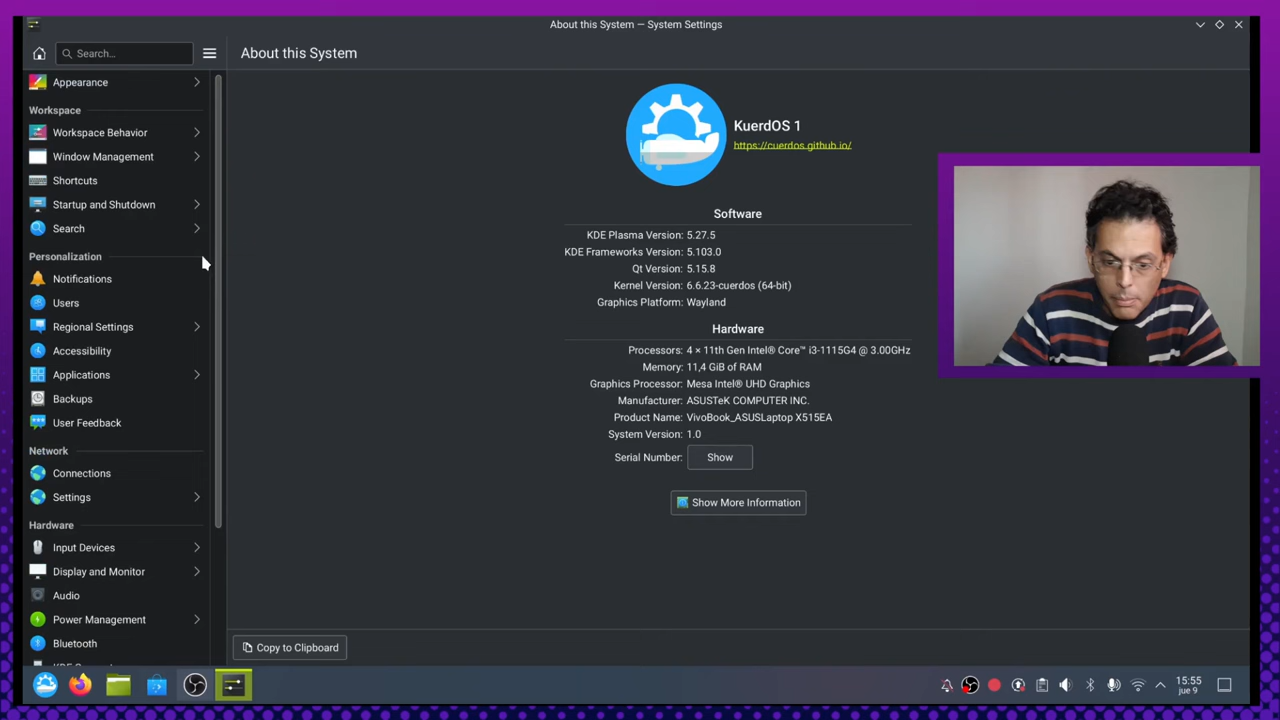 About this System — System Settings
Search...
About this System
Appearance
Workspace
Workspace Behavior
Window Management
Shortcuts
Startup and Shutdown
Search
Personalization
Notifications
Users
Regional Settings
Accessibility
Applications
Backups
User Feedback
Network
Connections
Settings
Hardware
Input Devices
Display and Monitor
Audio
Power Management
Bluetooth
KuerdOS 1
https://cuerdos.github.io/
Software
KDE Plasma Version: 5.27.5
KDE Frameworks Version: 5.103.0
Qt Version: 5.15.8
Kernel Version: 6.6.23-cuerdos (64-bit)
Graphics Platform: Wayland
Hardware
Processors: 4 × 11th Gen Intel® Core™ i3-1115G4 @ 3.00GHz
Memory: 11,4 GiB of RAM
Graphics Processor: Mesa Intel® UHD Graphics
Manufacturer: ASUSTeK COMPUTER INC.
Product Name: VivoBook_ASUSLaptop X515EA
System Version: 1.0
Serial Number: Show
Show More Information
Copy to Clipboard
15:55
jue 9